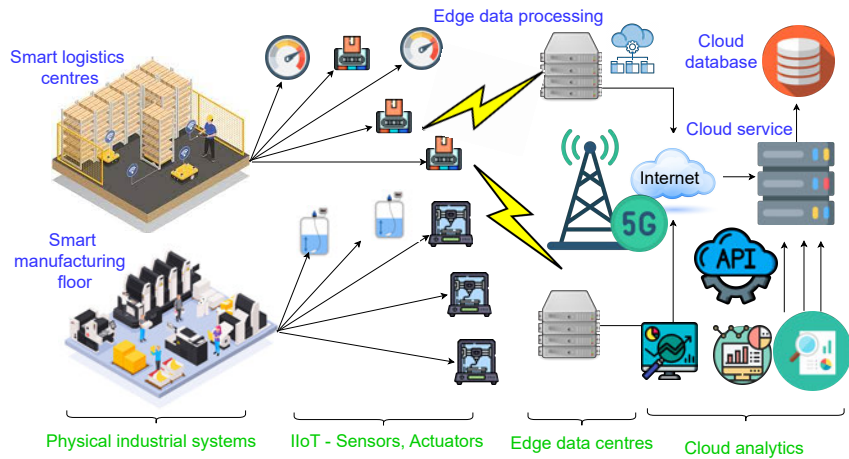 Edge data processing
Smart logistics
centres
Cloud
database
Cloud service
Internet
5G
Smart
manufacturing
floor
API
Physical industrial systems
IIoT - Sensors, Actuators
Edge data centres
Cloud analytics